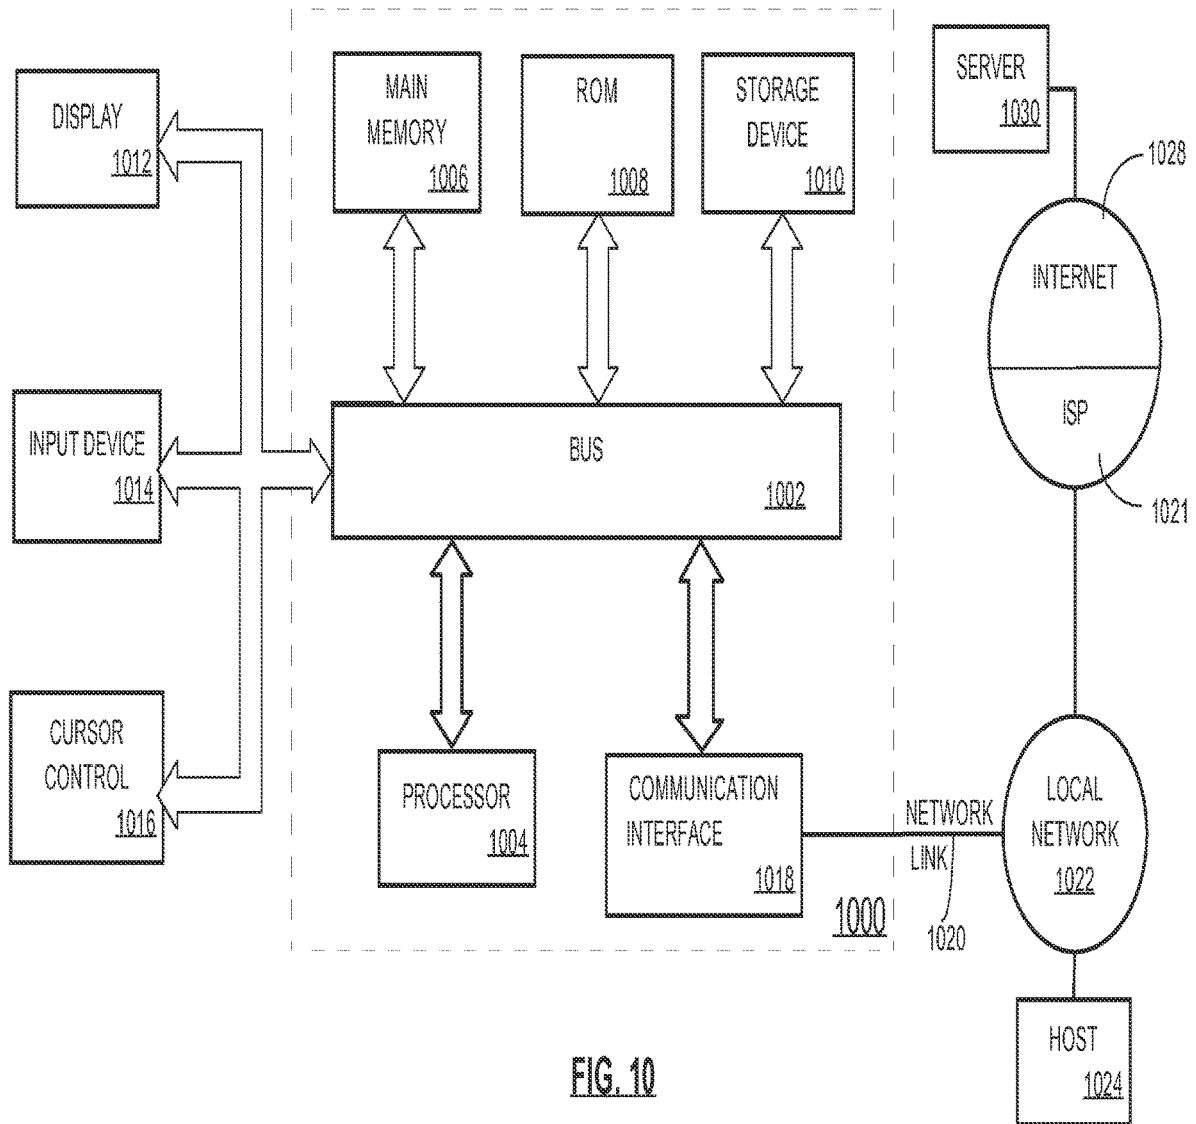 DISPLAY
1012
MAIN
MEMORY
1006
ROM
1008
STORAGE
DEVICE
1010
SERVER
1030
1028
INTERNET
ISP
1021
INPUT DEVICE
1014
BUS
1002
CURSOR
CONTROL
1016
PROCESSOR
1004
COMMUNICATION
INTERFACE
1018
1000
NETWORK
LINK
1020
LOCAL
NETWORK
1022
HOST
1024
FIG. 10